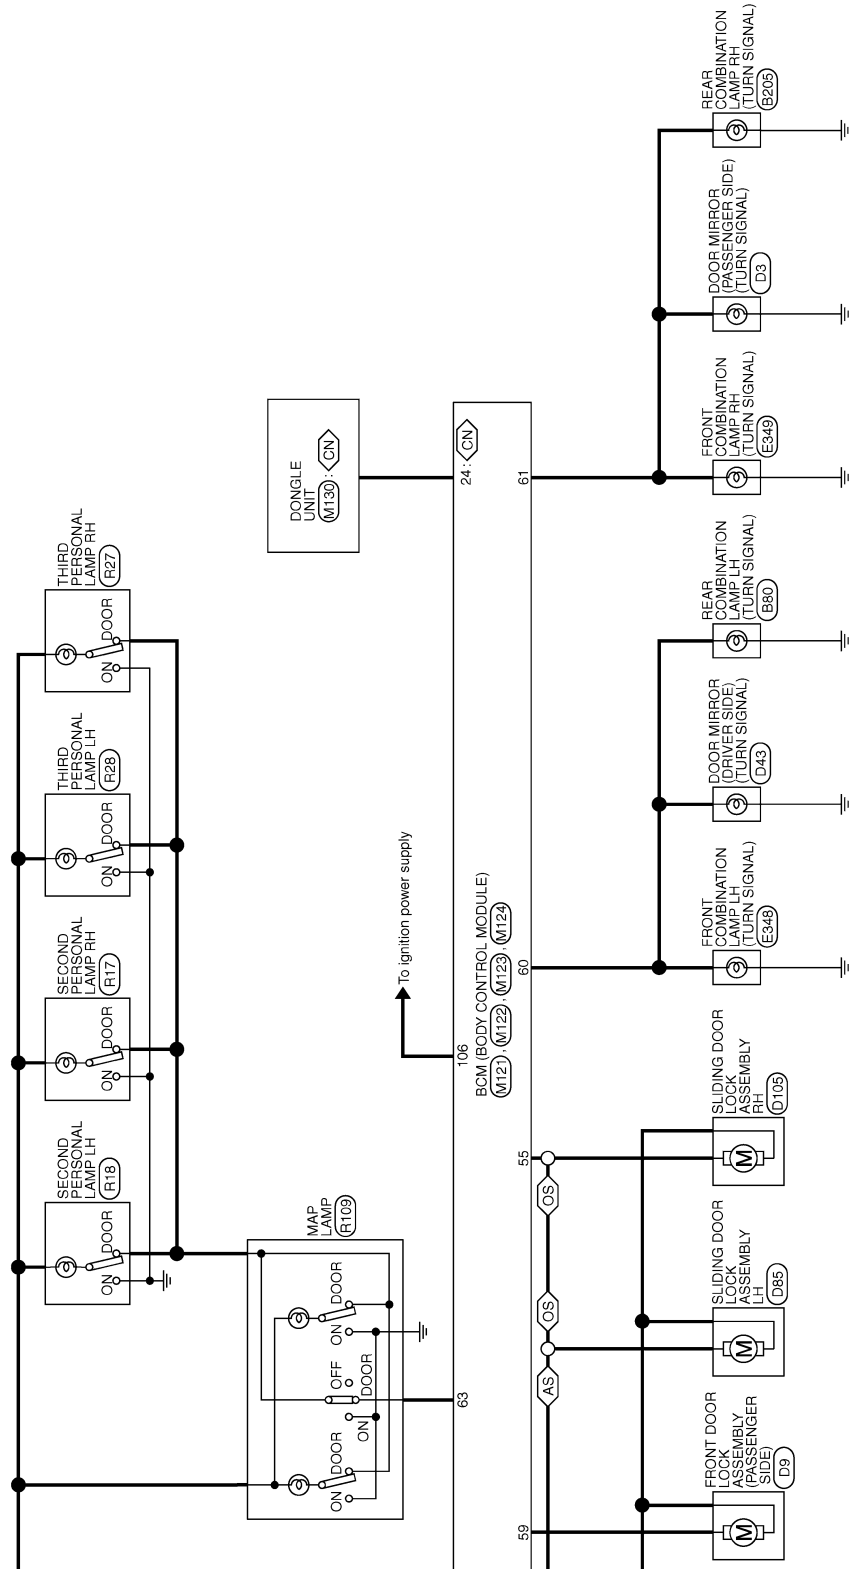 REAR
COMBINATION
LAMP RH
(TURN SIGNAL)
B205
DOOR MIRROR
(PASSENGER SIDE)
(TURN SIGNAL)
D3
FRONT
COMBINATION
LAMP RH
(TURN SIGNAL)
E349
REAR
COMBINATION
LAMP LH
(TURN SIGNAL)
B80
DOOR MIRROR
(DRIVER SIDE)
(TURN SIGNAL)
D43
FRONT
COMBINATION
LAMP LH
(TURN SIGNAL)
E348
SLIDING DOOR
LOCK
ASSEMBLY
RH
D105
M
SLIDING DOOR
LOCK
ASSEMBLY
LH
D85
M
FRONT DOOR
LOCK
ASSEMBLY
(PASSENGER
SIDE)
D9
M
DONGLE
UNIT
M130 : CN
24 : CN
61
60
55
59
106
63
To ignition power supply
BCM (BODY CONTROL MODULE)
M121 , M122 , M123 , M124
OS
OS
AS
THIRD
PERSONAL
LAMP RH
R27
ON
DOOR
THIRD
PERSONAL
LAMP LH
R28
ON
DOOR
SECOND
PERSONAL
LAMP RH
R17
ON
DOOR
SECOND
PERSONAL
LAMP LH
R18
ON
DOOR
MAP
LAMP
R109
ON
DOOR
ON
DOOR
OFF
ON
DOOR